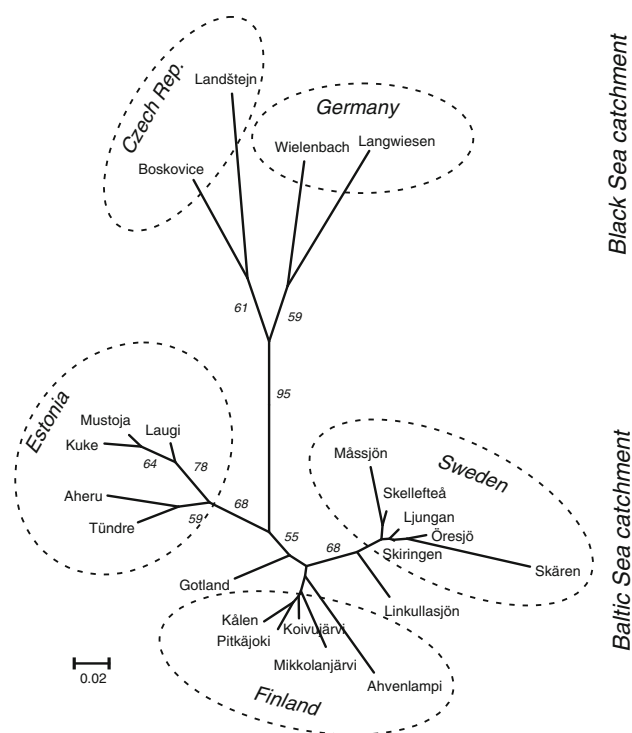 Black Sea catchment
Czech Rep.
Landštejn
Boskovice
Germany
Wielenbach
Langwiesen
61
59
95
Baltic Sea catchment
Estonia
Mustoja
Laugi
Kuke
64
78
Aheru
Tündre
59
68
55
68
Sweden
Måssjön
Skellefteå
Ljungan
Öresjö
Skiringen
Skären
Linkullasjön
Gotland
Kålen
Pitkäjoki
Koivujärvi
Mikkolanjärvi
Ahvenlampi
Finland
0.02